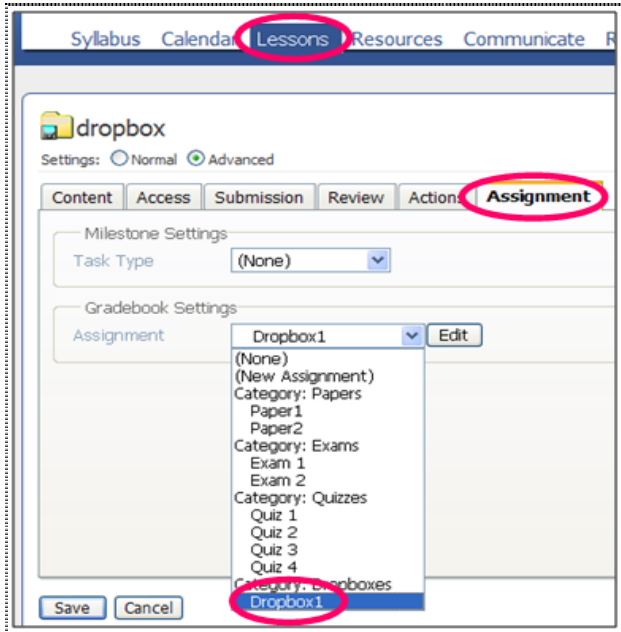 Syllabus Calendar Lessons Resources Communicate R
dropbox
Settings: Normal Advanced
Content Access Submission Review Actions Assignment
Milestone Settings
Task Type (None)
Gradebook Settings
Assignment Dropbox1 Edit
(None)
(New Assignment)
Category: Papers
Paper1
Paper2
Category: Exams
Exam 1
Exam 2
Category: Quizzes
Quiz 1
Quiz 2
Quiz 3
Quiz 4
Category: Dropboxes
Dropbox1
Save Cancel